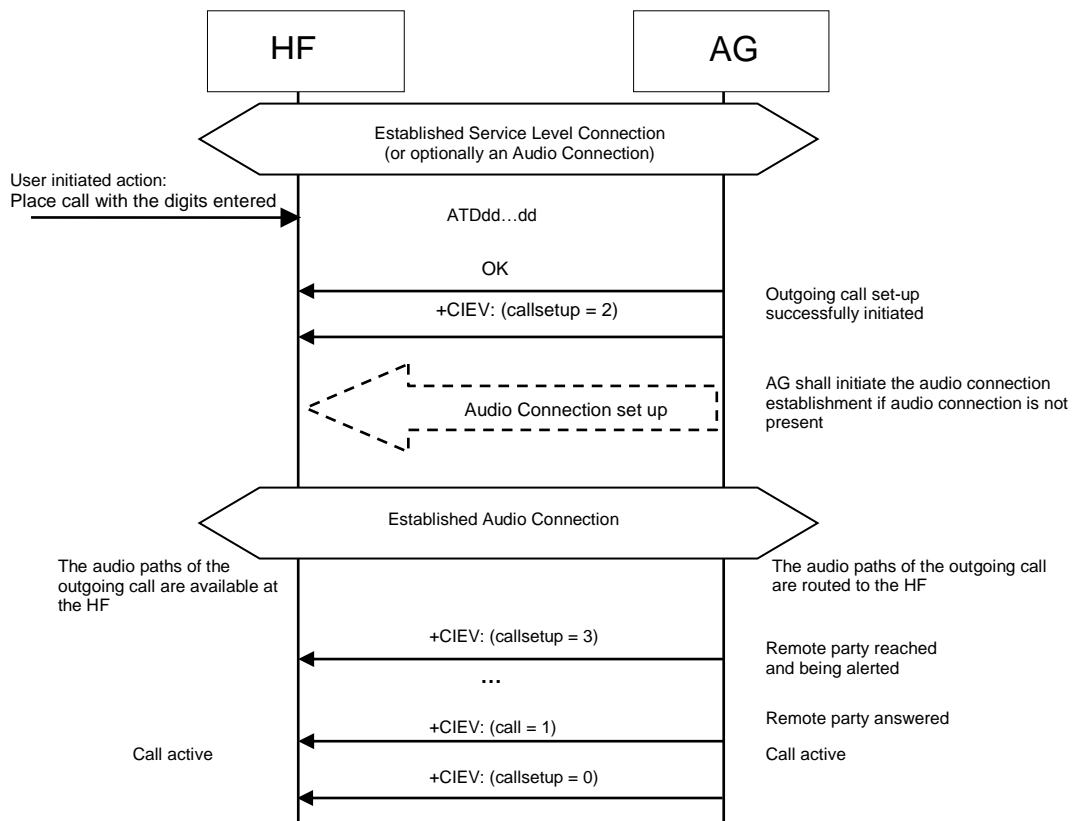 HF
AG
Established Service Level Connection
(or optionally an Audio Connection)
User initiated action:
Place call with the digits entered
ATDdd…dd
OK
+CIEV: (callsetup = 2)
Outgoing call set-up
successfully initiated
Audio Connection set up
AG shall initiate the audio connection
establishment if audio connection is not
present
Established Audio Connection
The audio paths of the
outgoing call are available at
the HF
The audio paths of the outgoing call
are routed to the HF
+CIEV: (callsetup = 3)
Remote party reached
and being alerted
…
+CIEV: (call = 1)
Remote party answered
Call active
Call active
+CIEV: (callsetup = 0)